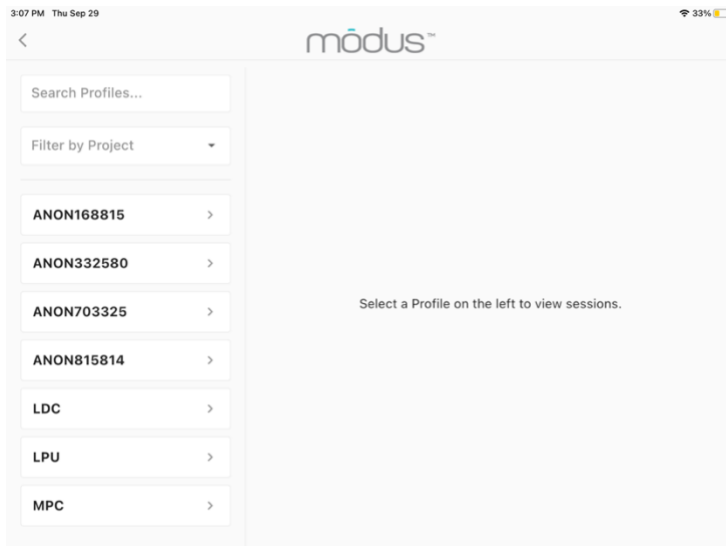 3:07 PM Thu Sep 29
33%
mōdus™
Search Profiles...
Filter by Project
ANON168815
ANON332580
ANON703325
ANON815814
LDC
LPU
MPC
Select a Profile on the left to view sessions.